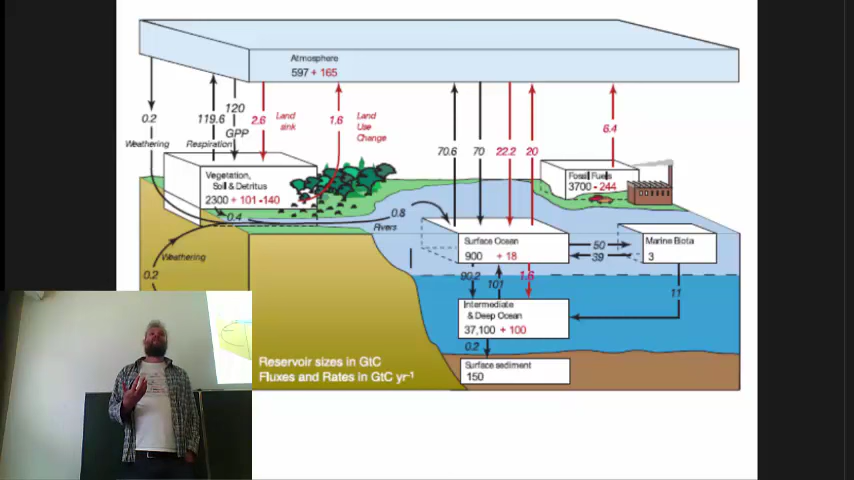 Atmosphere
597 + 165
0.2
119.6
120
GPP
2.6
Land
sink
1.6
Land
Use
Change
70.6
70
22.2
20
6.4
Weathering
Respiration
Vegetation,
Soil & Detritus
2300 + 101 -140
Fossil Fuels
3700 - 244
0.4
0.8
Rivers
Weathering
0.2
Surface Ocean
900 + 18
50
39
Marine Biota
3
90.2
101
1.6
11
Intermediate
& Deep Ocean
37,100 + 100
0.2
Surface sediment
150
Reservoir sizes in GtC
Fluxes and Rates in GtC yr⁻¹